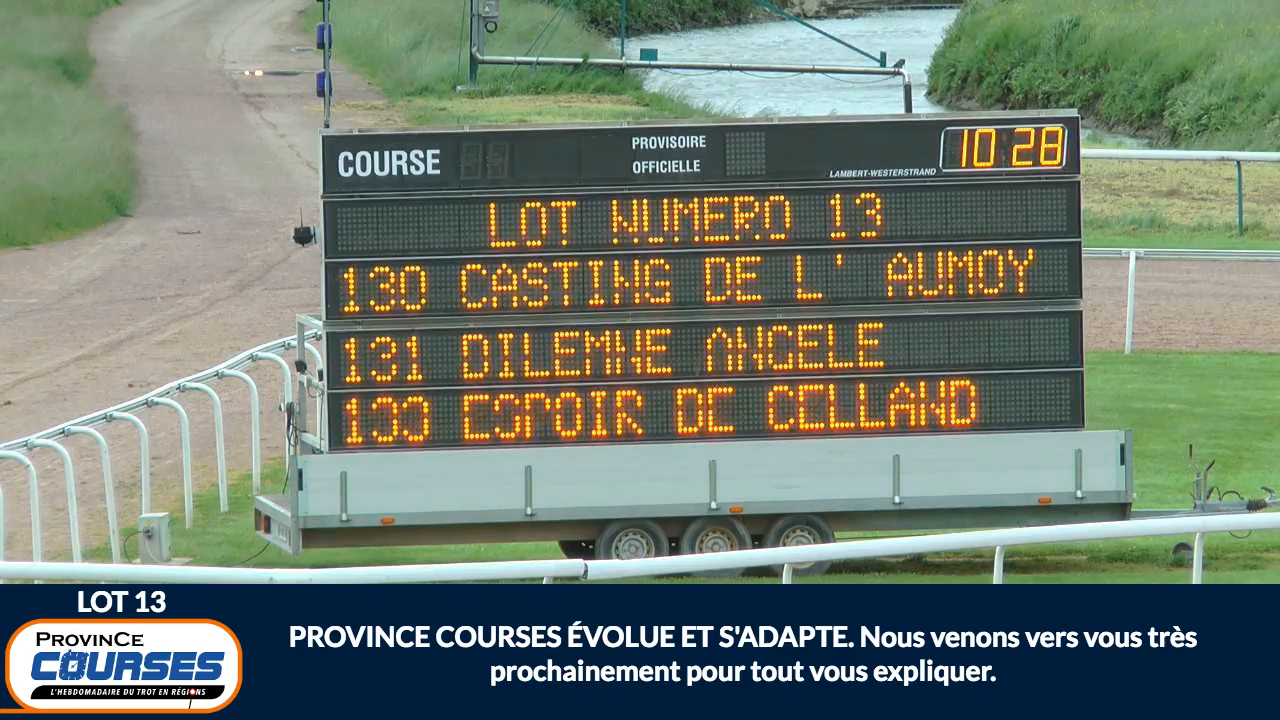 COURSE
PROVISOIRE
OFFICIELLE
10 28
LAMBERT-WESTERSTRAND
LOT NUMERO 13
130 CASTING DE L' AUMOY
131 DILEMNE ANGELE
133 ESPOIR DE CELLAND
LOT 13
PROVINCE
COURSES
L'HEBDOMADAIRE DU TROT EN RÉGIONS
PROVINCE COURSES ÉVOLUE ET S'ADAPTE. Nous venons vers vous très
prochainement pour tout vous expliquer.